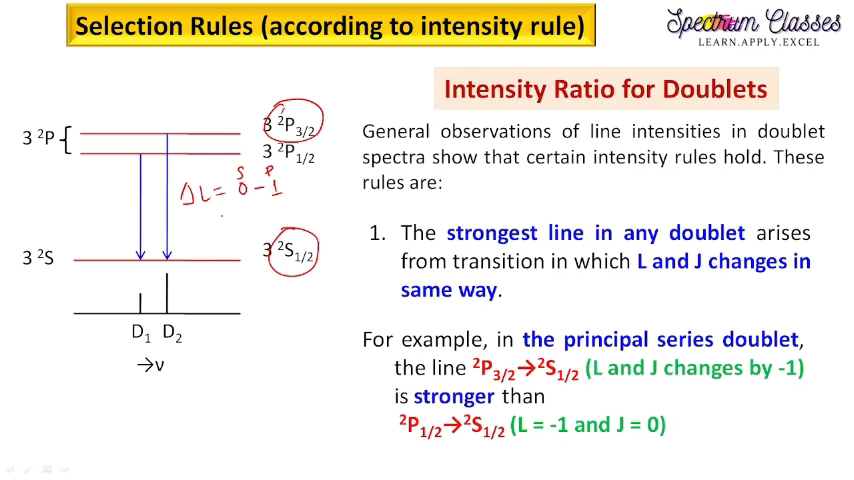 Selection Rules (according to intensity rule)
Spectrum Classes
LEARN.APPLY.EXCEL
Intensity Ratio for Doublets
3 ²P
3 ²P₃/₂
3 ²P₁/₂
S P
ΔL = 0 - 1
3 ²S
3 ²S₁/₂
D₁ D₂
→ν
General observations of line intensities in doublet
spectra show that certain intensity rules hold. These
rules are:
1. The strongest line in any doublet arises
from transition in which L and J changes in
same way.
For example, in the principal series doublet,
the line ²P₃/₂→²S₁/₂ (L and J changes by -1)
is stronger than
²P₁/₂→²S₁/₂ (L = -1 and J = 0)